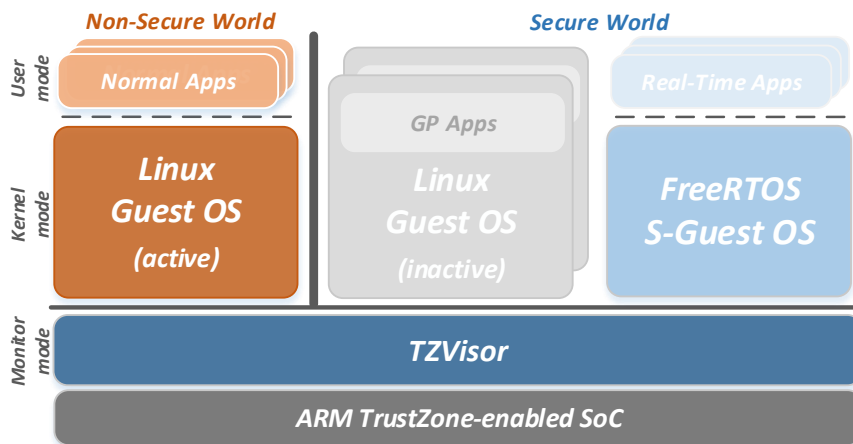 Non-Secure World
Secure World
User
mode
Normal Apps
GP Apps
Real-Time Apps
Kernel
mode
Linux
Guest OS
(active)
Linux
Guest OS
(inactive)
FreeRTOS
S-Guest OS
Monitor
mode
TZVisor
ARM TrustZone-enabled SoC